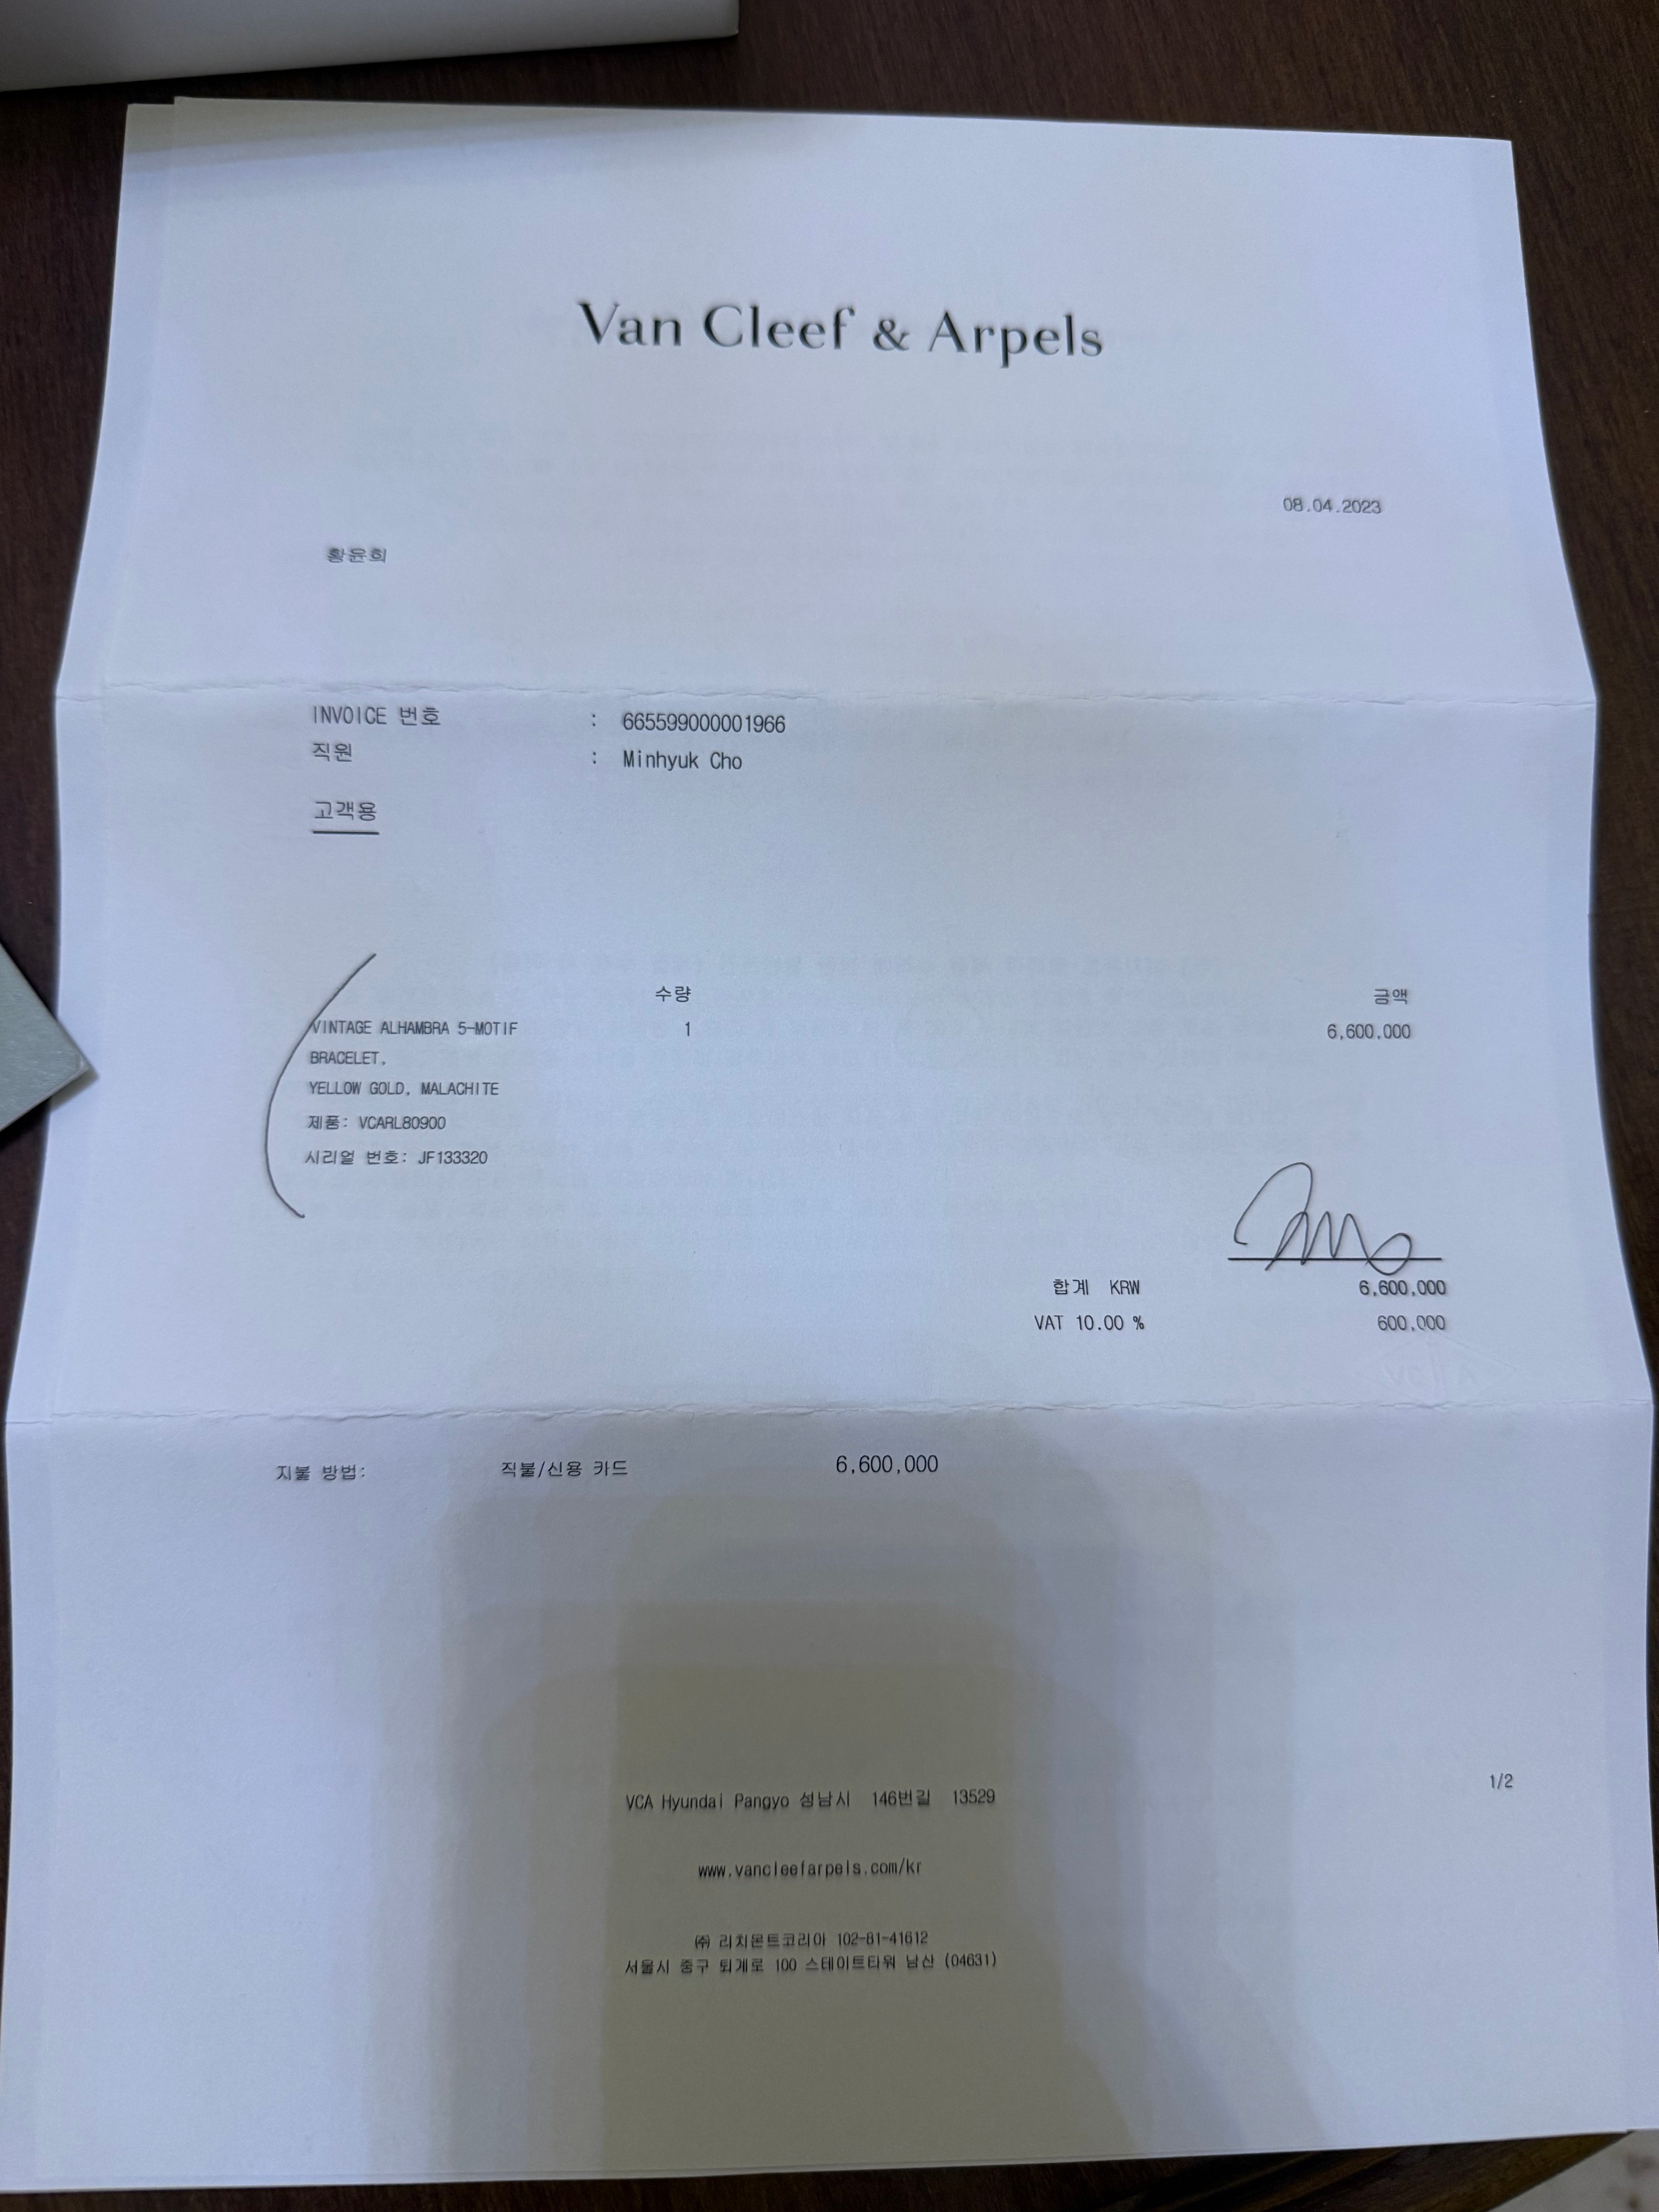 Van Cleef & Arpels
08.04.2023
황윤희
INVOICE 번호 : 665599000001966
직원 : Minhyuk Cho
고객용
수량 금액
VINTAGE ALHAMBRA 5-MOTIF 1 6,600,000
BRACELET,
YELLOW GOLD, MALACHITE
제품: VCARL80900
시리얼 번호: JF133320
합계 KRW 6,600,000
VAT 10.00 % 600,000
지불 방법: 직불/신용 카드 6,600,000
1/2
VCA Hyundai Pangyo 성남시 146번길 13529
www.vancleefarpels.com/kr
㈜ 리치몬트코리아 102-81-41612
서울시 중구 퇴계로 100 스테이트타워 남산 (04631)